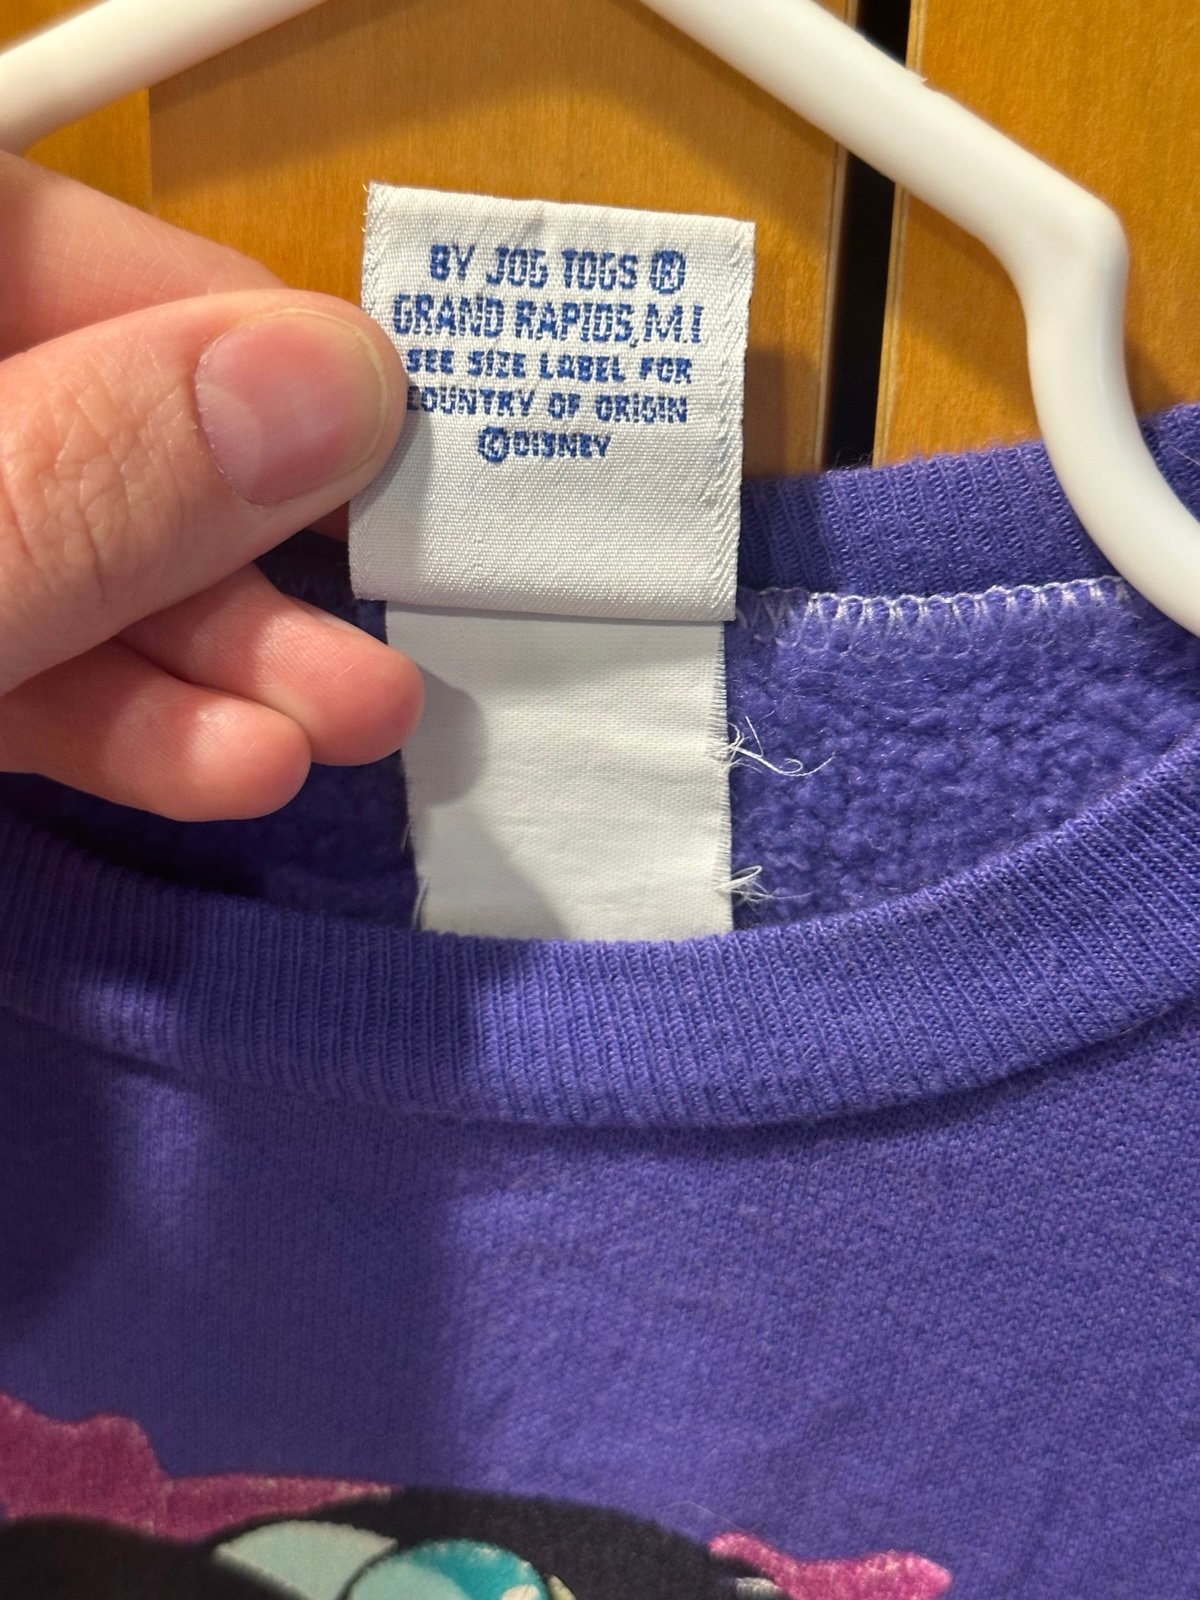 BY JOG TOGS ®
GRAND RAPIDS, M.I
SEE SIZE LABEL FOR
COUNTRY OF ORIGIN
©DISNEY